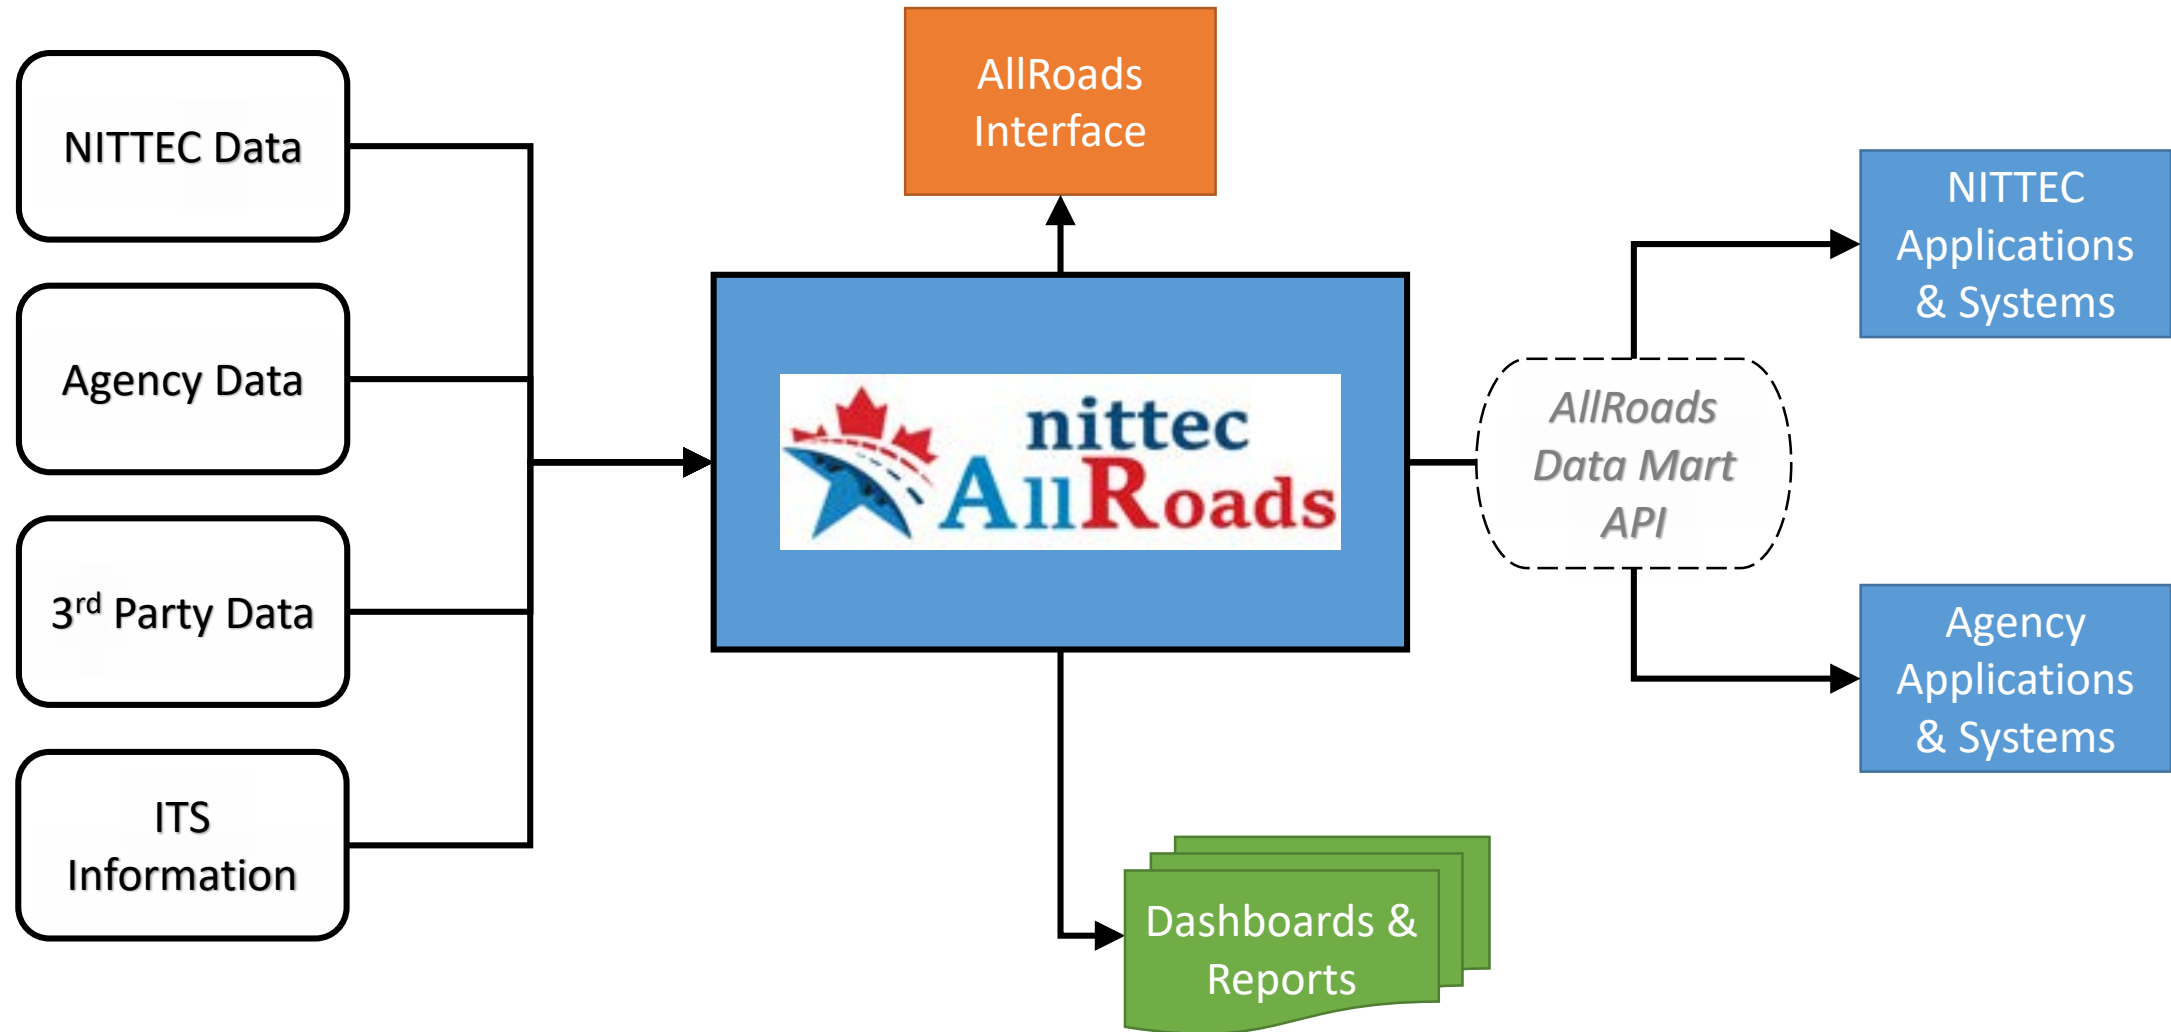 NITTEC Data
Agency Data
3rd Party Data
ITS
Information
AllRoads
Interface
nittec
AllRoads
AllRoads
Data Mart
API
NITTEC
Applications
& Systems
Agency
Applications
& Systems
Dashboards &
Reports